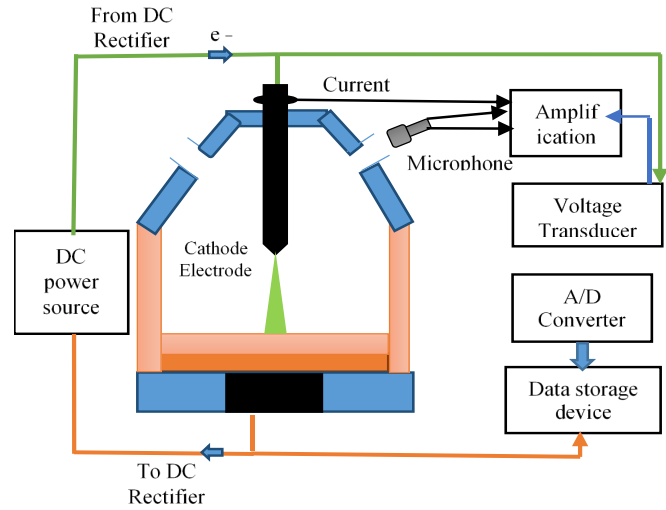 From DC
Rectifier
e –
Current
Amplif
ication
Microphone
Voltage
Transducer
Cathode
Electrode
DC
power
source
A/D
Converter
Data storage
device
To DC
Rectifier